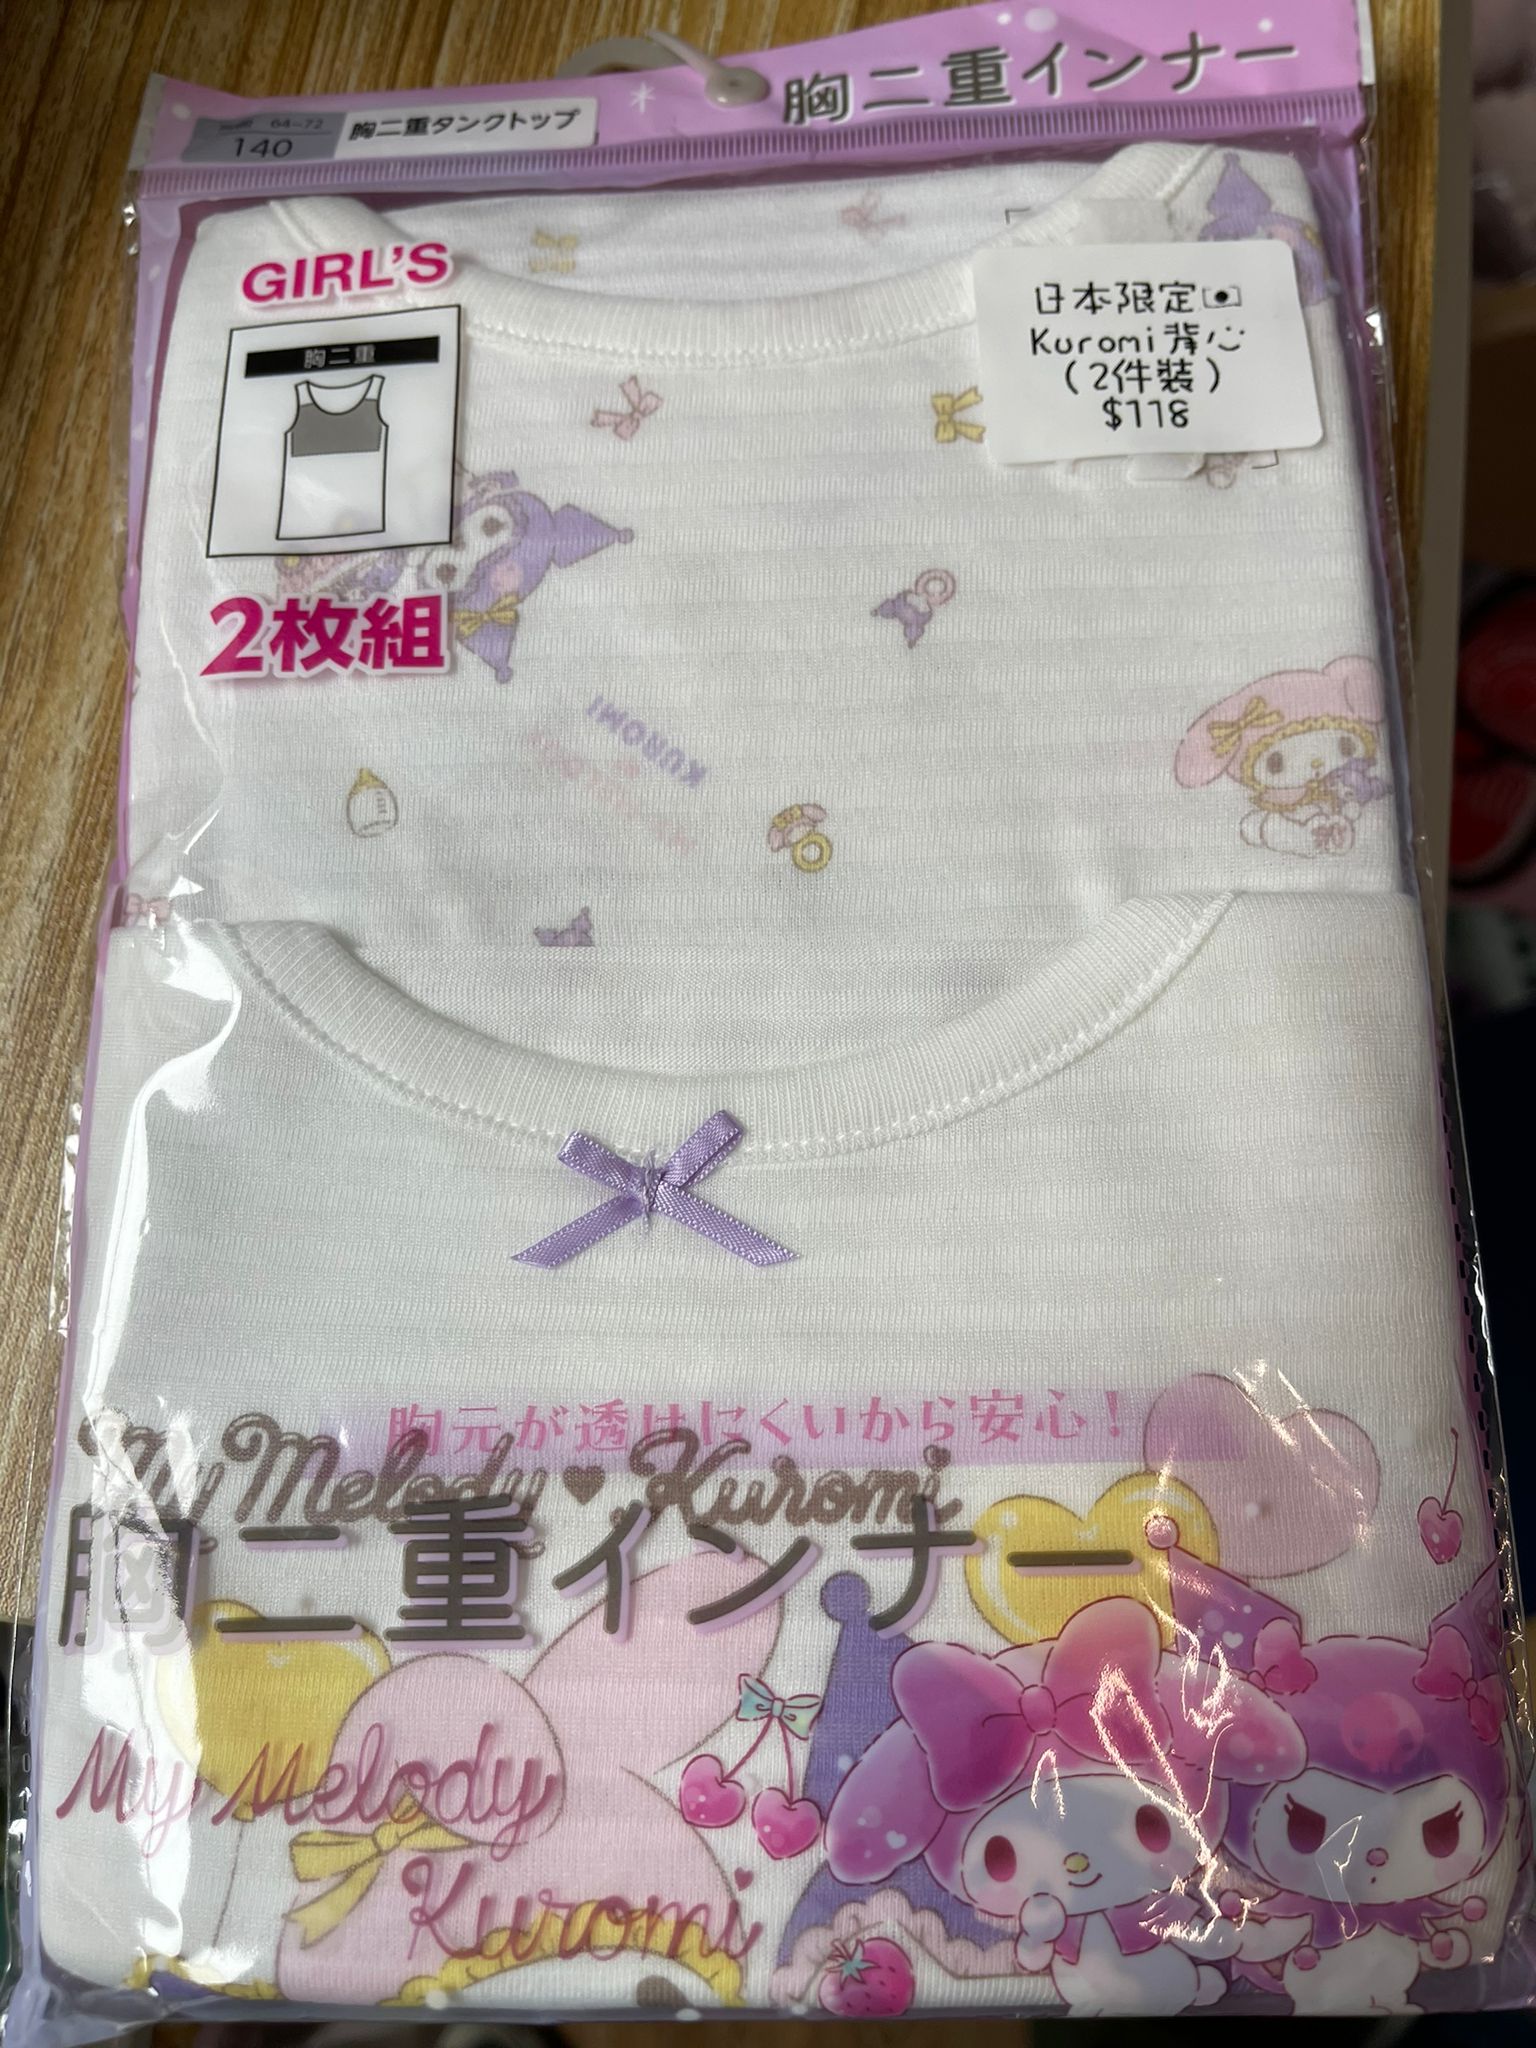 胸二重インナー
64~72
140
胸二重タンクトップ
GIRL'S
胸二重
2枚組
日本限定
Kuromi背心
(2件裝)
$118
KUROMI
胸元が透けにくいから安心!
My Melody ♥ Kuromi
胸二重インナー
My Melody
Kuromi